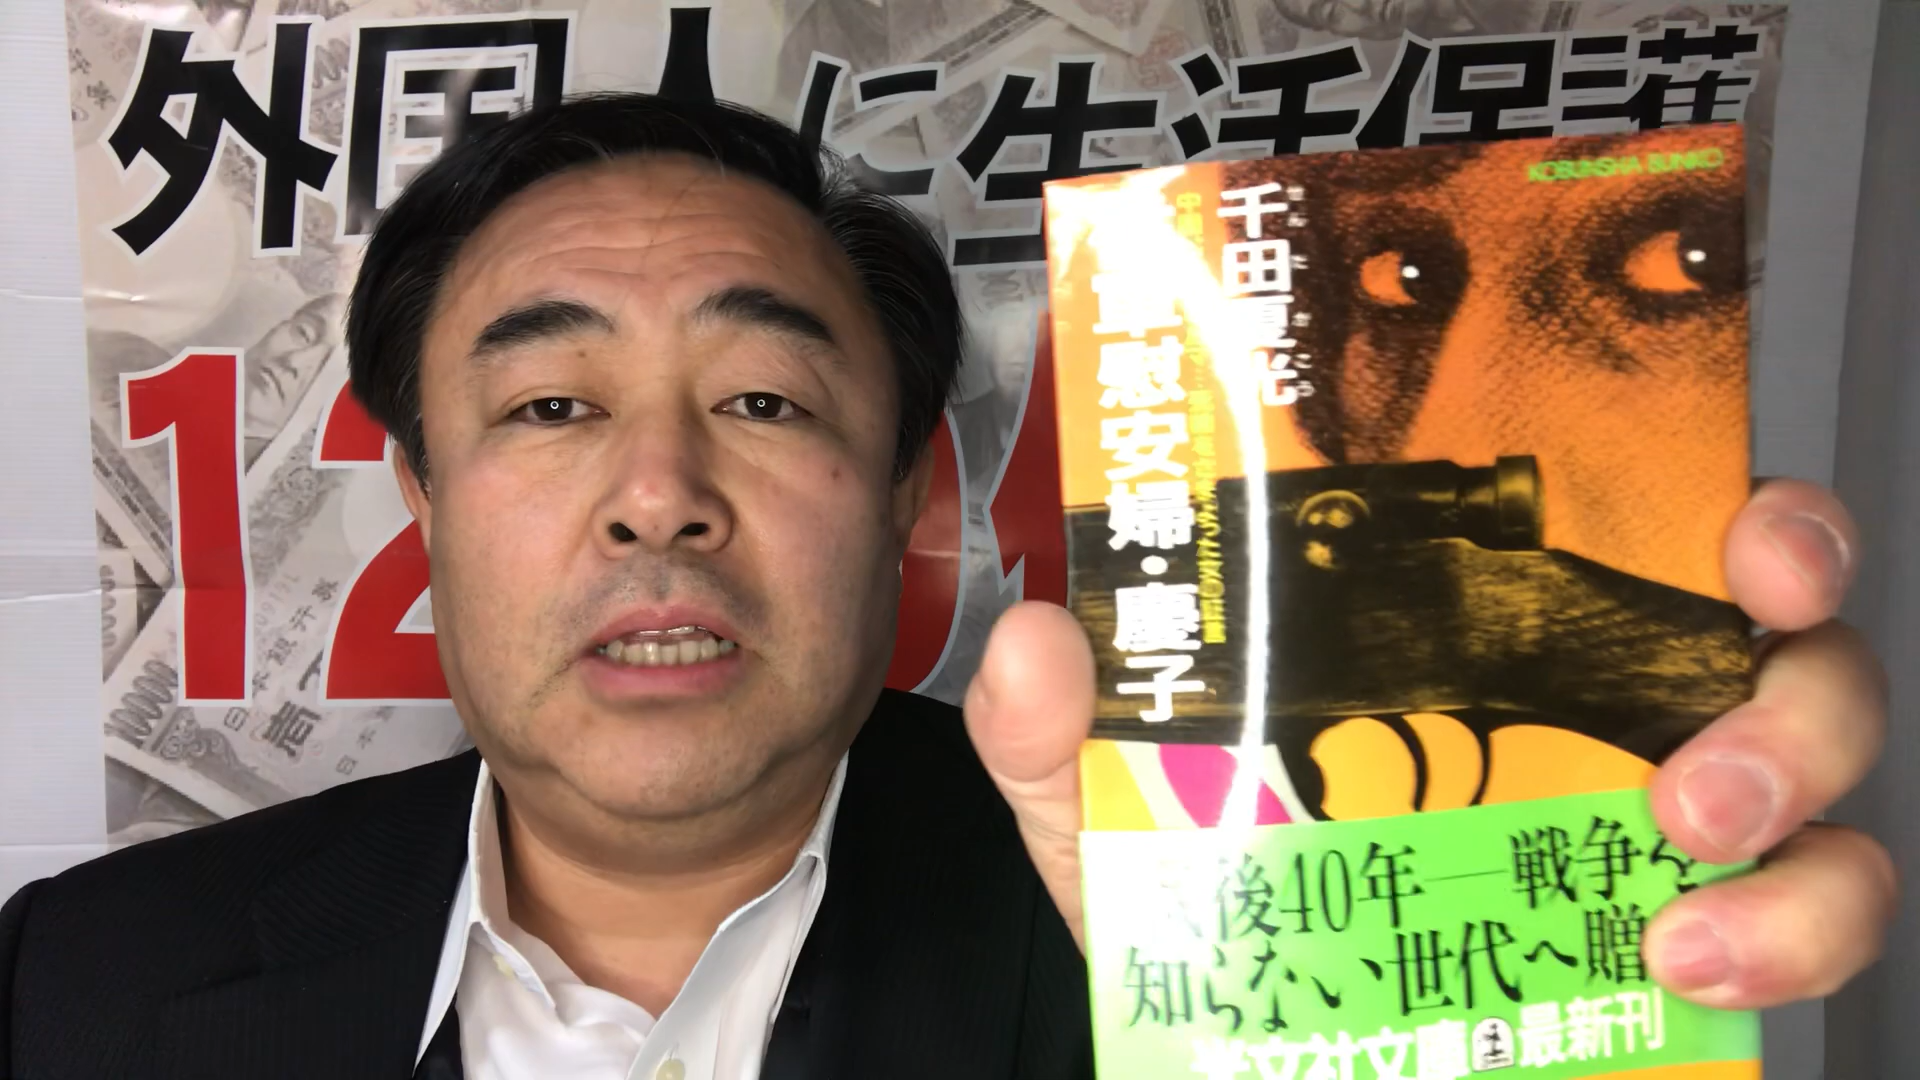 外国人に生活保護
12
KOBUNSHA BUNKO
千田夏光
軍慰安婦・慶子
後40年―戦争を
知らない世代へ贈
光文社文庫 最新刊
10000